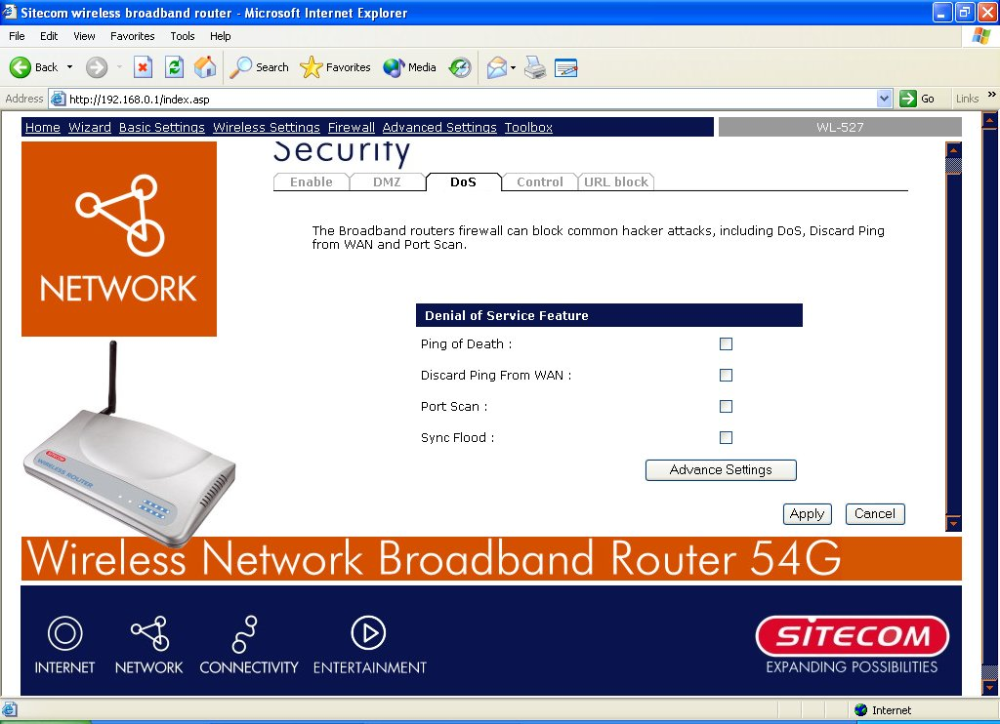 Sitecom wireless broadband router - Microsoft Internet Explorer
File Edit View Favorites Tools Help
Back Search Favorites Media
Address http://192.168.0.1/index.asp Go Links »
Home Wizard Basic Settings Wireless Settings Firewall Advanced Settings Toolbox WL-527
Security
Enable DMZ DoS Control URL block
The Broadband routers firewall can block common hacker attacks, including DoS, Discard Ping
from WAN and Port Scan.
NETWORK
Denial of Service Feature
Ping of Death :
Discard Ping From WAN :
Port Scan :
Sync Flood :
Advance Settings
Apply Cancel
SITECOM
WIRELESS ROUTER
Wireless Network Broadband Router 54G
INTERNET NETWORK CONNECTIVITY ENTERTAINMENT
SITECOM
EXPANDING POSSIBILITIES
Internet